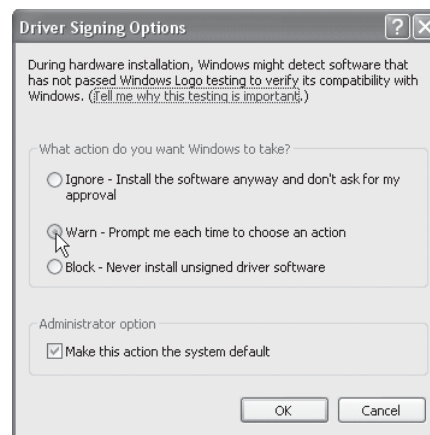 Driver Signing Options
During hardware installation, Windows might detect software that
has not passed Windows Logo testing to verify its compatibility with
Windows. (Tell me why this testing is important.)
What action do you want Windows to take?
Ignore - Install the software anyway and don't ask for my
approval
Warn - Prompt me each time to choose an action
Block - Never install unsigned driver software
Administrator option
Make this action the system default
OK Cancel